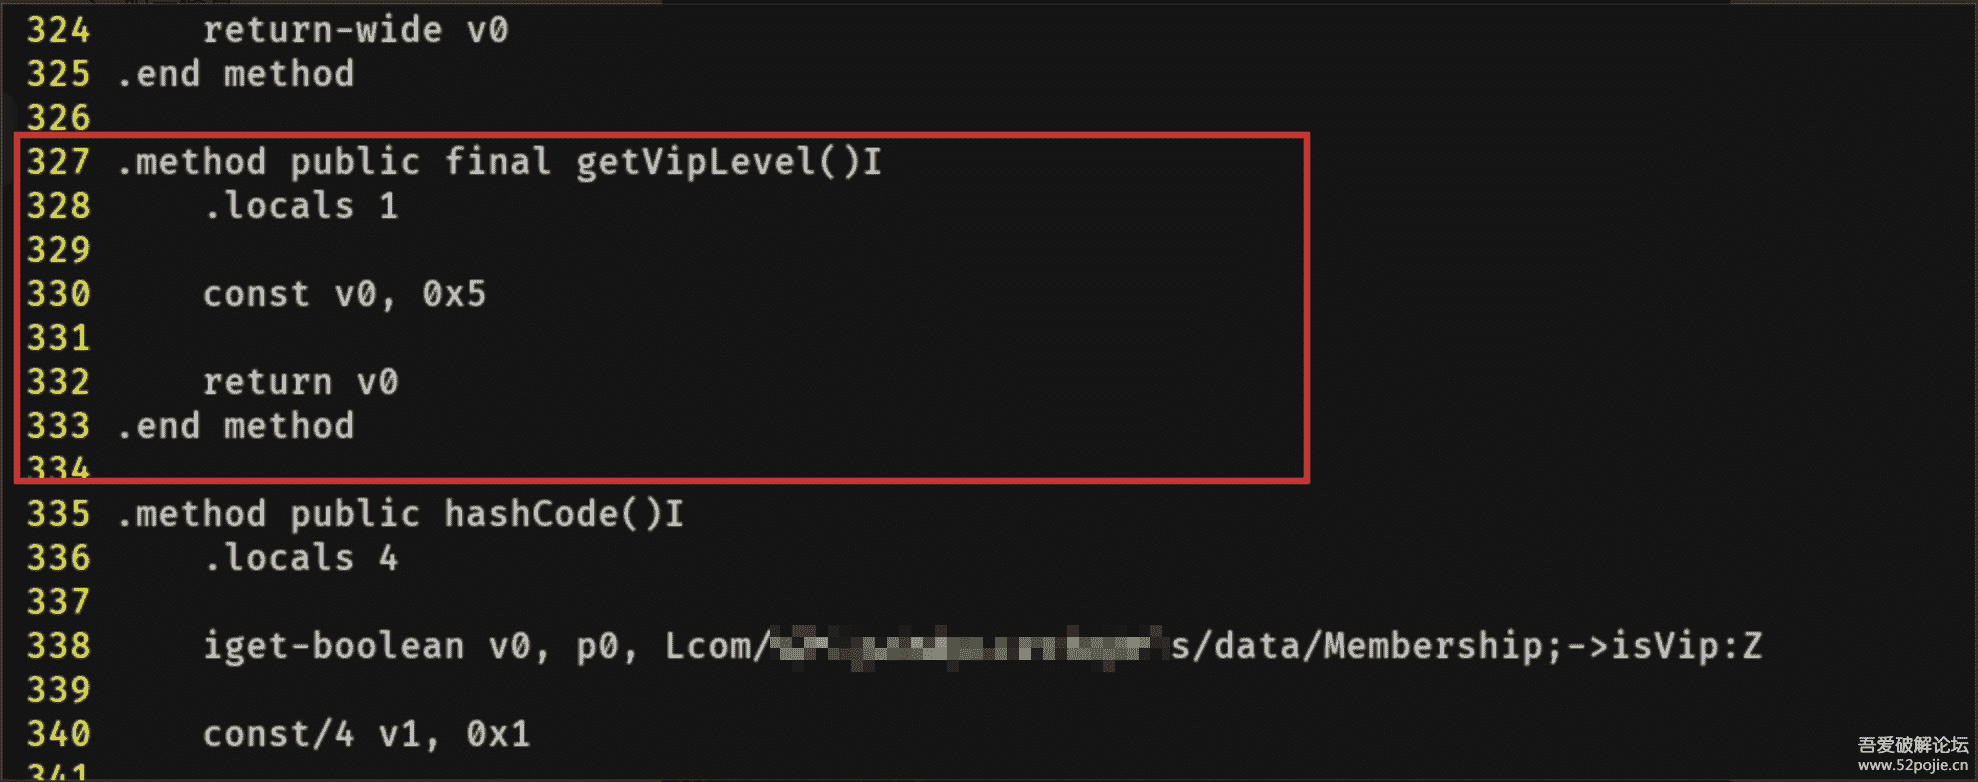 324 return-wide v0
325 .end method
326
327 .method public final getVipLevel()I
328 .locals 1
329
330 const v0, 0x5
331
332 return v0
333 .end method
334
335 .method public hashCode()I
336 .locals 4
337
338 iget-boolean v0, p0, Lcom/ s/data/Membership;->isVip:Z
339
340 const/4 v1, 0x1
341
吾爱破解论坛
www.52pojie.cn